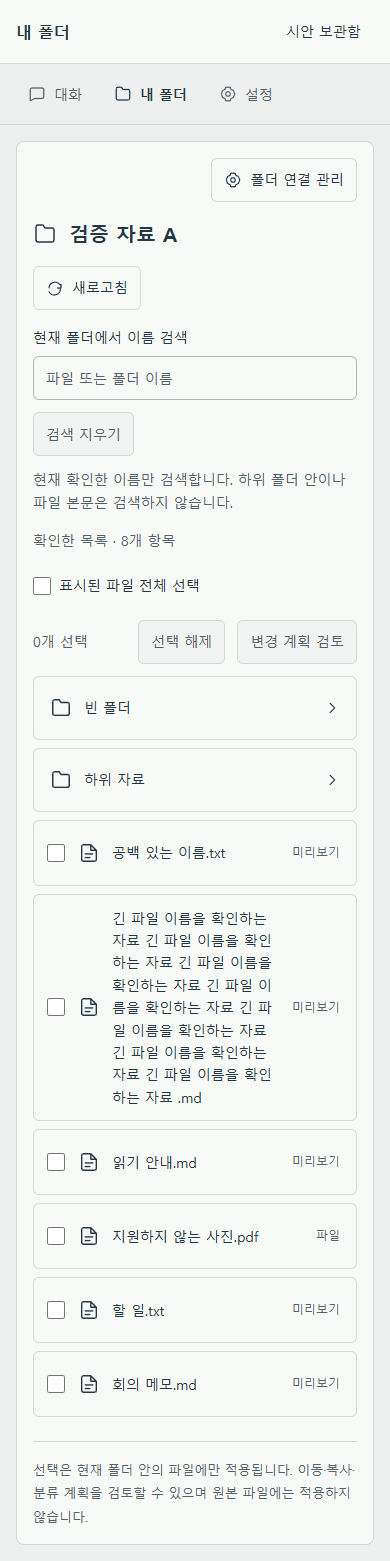 내 폴더
시안 보관함
대화
내 폴더
설정
폴더 연결 관리
검증 자료 A
새로고침
현재 폴더에서 이름 검색
파일 또는 폴더 이름
검색 지우기
현재 확인한 이름만 검색합니다. 하위 폴더 안이나
파일 본문은 검색하지 않습니다.
확인한 목록 · 8개 항목
표시된 파일 전체 선택
0개 선택
선택 해제
변경 계획 검토
빈 폴더
하위 자료
공백 있는 이름.txt
미리보기
긴 파일 이름을 확인하는
자료 긴 파일 이름을 확인
하는 자료 긴 파일 이름을
확인하는 자료 긴 파일 이
름을 확인하는 자료 긴 파
일 이름을 확인하는 자료
긴 파일 이름을 확인하는
자료 긴 파일 이름을 확인
하는 자료 .md
미리보기
읽기 안내.md
미리보기
지원하지 않는 사진.pdf
파일
할 일.txt
미리보기
회의 메모.md
미리보기
선택은 현재 폴더 안의 파일에만 적용됩니다. 이동·복사·
분류 계획을 검토할 수 있으며 원본 파일에는 적용하지
않습니다.